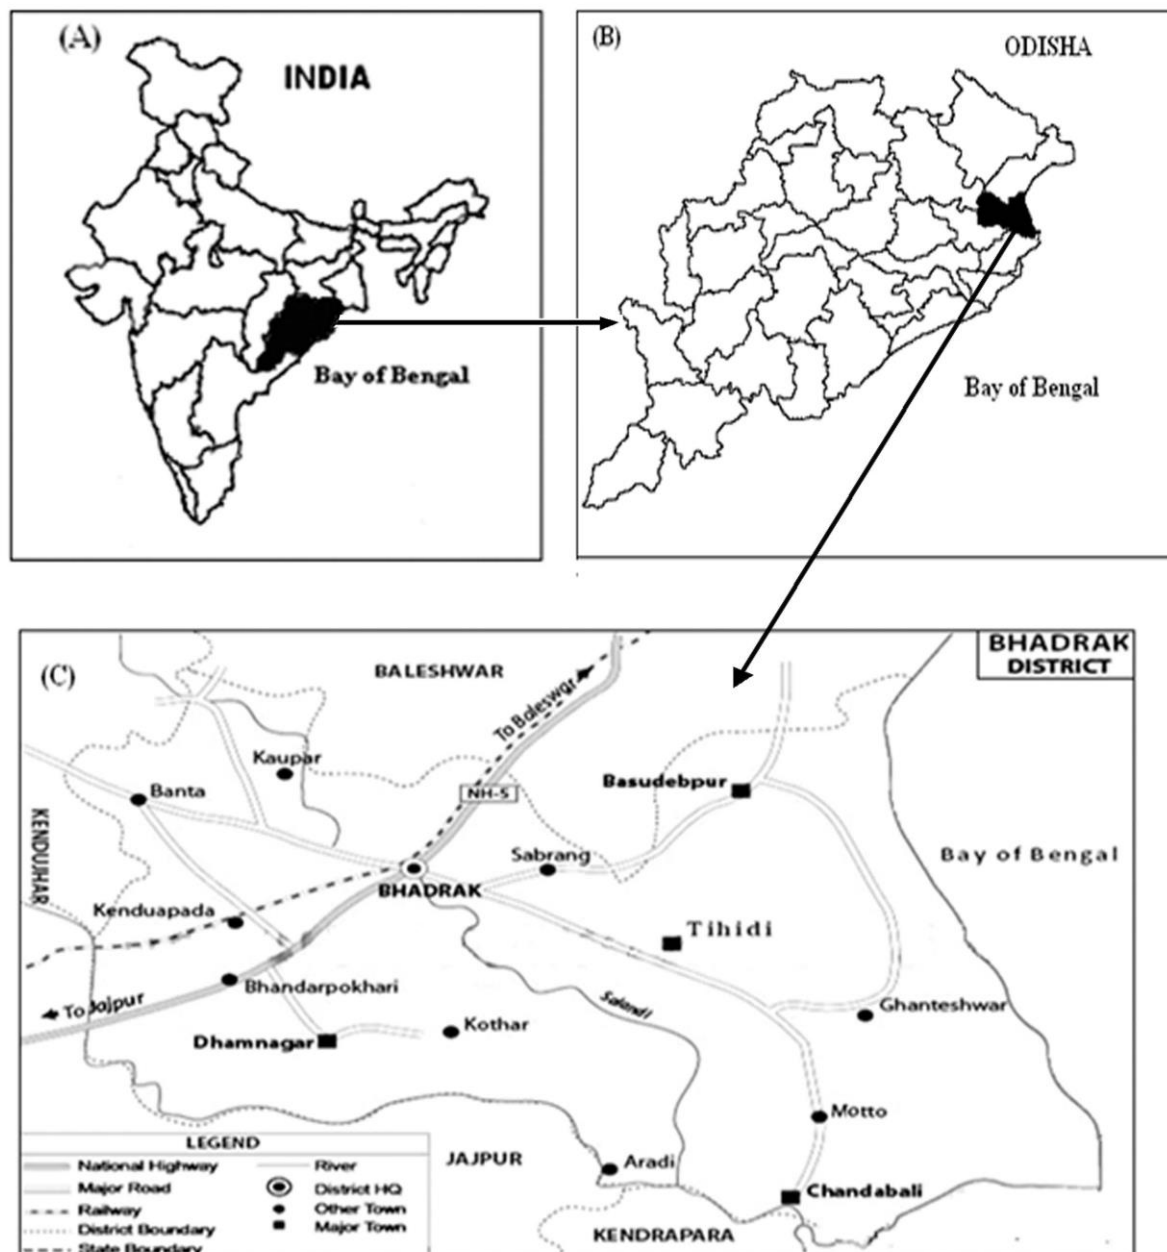 (A)
INDIA
Bay of Bengal
(B)
ODISHA
Bay of Bengal
(C)
BHADRAK
DISTRICT
BALESHWAR
To Baleswar
Kaupar
NH-5
Basudebpur
Banta
KENDUJHAR
Sabrang
Bay of Bengal
BHADRAK
Kenduapada
Tihidi
Bhandarpokhari
To Jajpur
Salandi
Ghanteshwar
Kothar
Dhamnagar
Motto
JAJPUR
Aradi
Chandabali
KENDRAPARA
LEGEND
National Highway
River
Major Road
District HQ
Railway
Other Town
District Boundary
Major Town
State Boundary